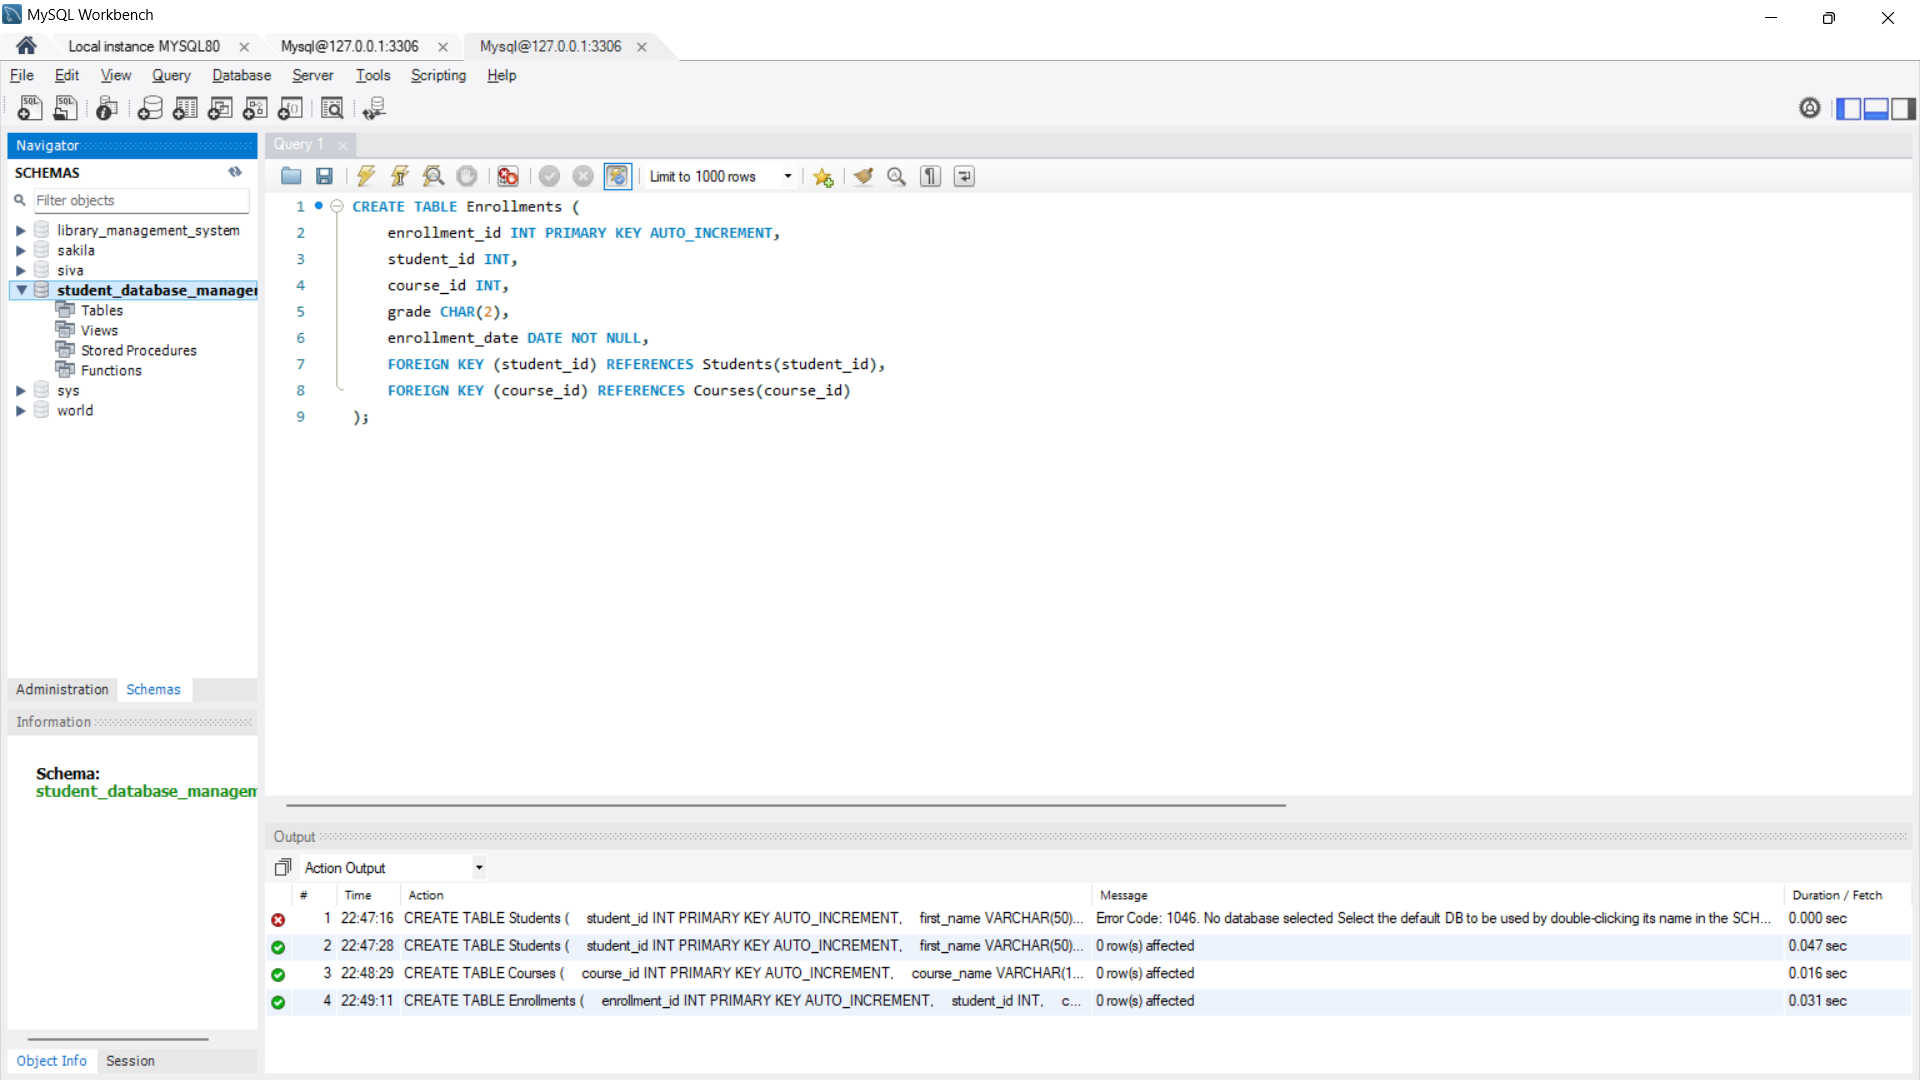 MySQL Workbench
Local instance MYSQL80
Mysql@127.0.0.1:3306
Mysql@127.0.0.1:3306
File Edit View Query Database Server Tools Scripting Help
Navigator
SCHEMAS
Filter objects
library_management_system
sakila
siva
student_database_manage
Tables
Views
Stored Procedures
Functions
sys
world
Administration
Schemas
Information
Schema:
student_database_managem
Object Info
Session
Query 1
Limit to 1000 rows
1 CREATE TABLE Enrollments (
2 enrollment_id INT PRIMARY KEY AUTO_INCREMENT,
3 student_id INT,
4 course_id INT,
5 grade CHAR(2),
6 enrollment_date DATE NOT NULL,
7 FOREIGN KEY (student_id) REFERENCES Students(student_id),
8 FOREIGN KEY (course_id) REFERENCES Courses(course_id)
9 );
Output
Action Output
# Time Action Message Duration / Fetch
1 22:47:16 CREATE TABLE Students ( student_id INT PRIMARY KEY AUTO_INCREMENT, first_name VARCHAR(50)... Error Code: 1046. No database selected Select the default DB to be used by double-clicking its name in the SCH... 0.000 sec
2 22:47:28 CREATE TABLE Students ( student_id INT PRIMARY KEY AUTO_INCREMENT, first_name VARCHAR(50)... 0 row(s) affected 0.047 sec
3 22:48:29 CREATE TABLE Courses ( course_id INT PRIMARY KEY AUTO_INCREMENT, course_name VARCHAR(1... 0 row(s) affected 0.016 sec
4 22:49:11 CREATE TABLE Enrollments ( enrollment_id INT PRIMARY KEY AUTO_INCREMENT, student_id INT, c... 0 row(s) affected 0.031 sec